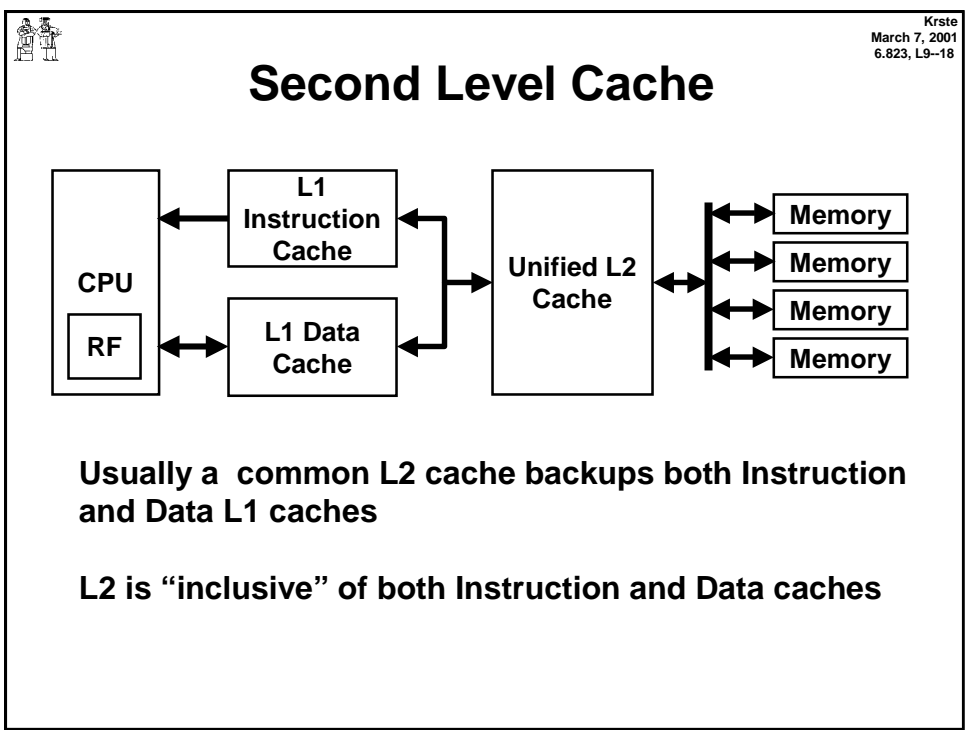 Krste
March 7, 2001
6.823, L9--18
Second Level Cache
CPU
RF
L1
Instruction
Cache
L1 Data
Cache
Unified L2
Cache
Memory
Memory
Memory
Memory
Usually a common L2 cache backups both Instruction
and Data L1 caches
L2 is “inclusive” of both Instruction and Data caches